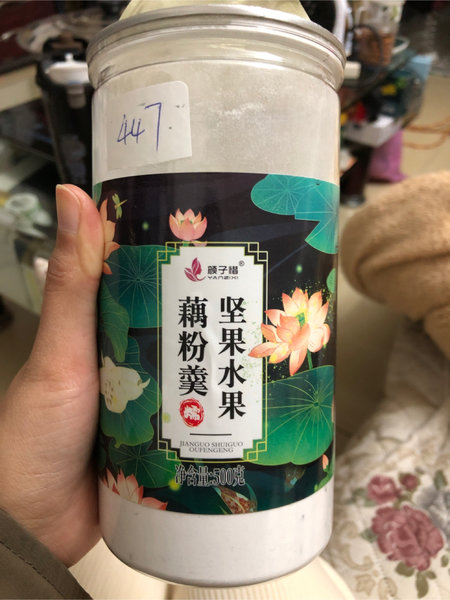 447
颜子惜®
YANZIXI
坚果水果
藕粉羹
JIANGUO SHUIGUO
OUFENGENG
净含量:500克